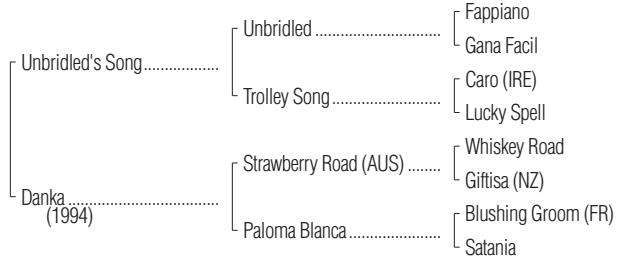 Fappiano
Unbridled
Gana Facil
Unbridled's Song
Caro (IRE)
Trolley Song
Lucky Spell
Whiskey Road
Strawberry Road (AUS)
Giftisa (NZ)
Danka
(1994)
Blushing Groom (FR)
Paloma Blanca
Satania